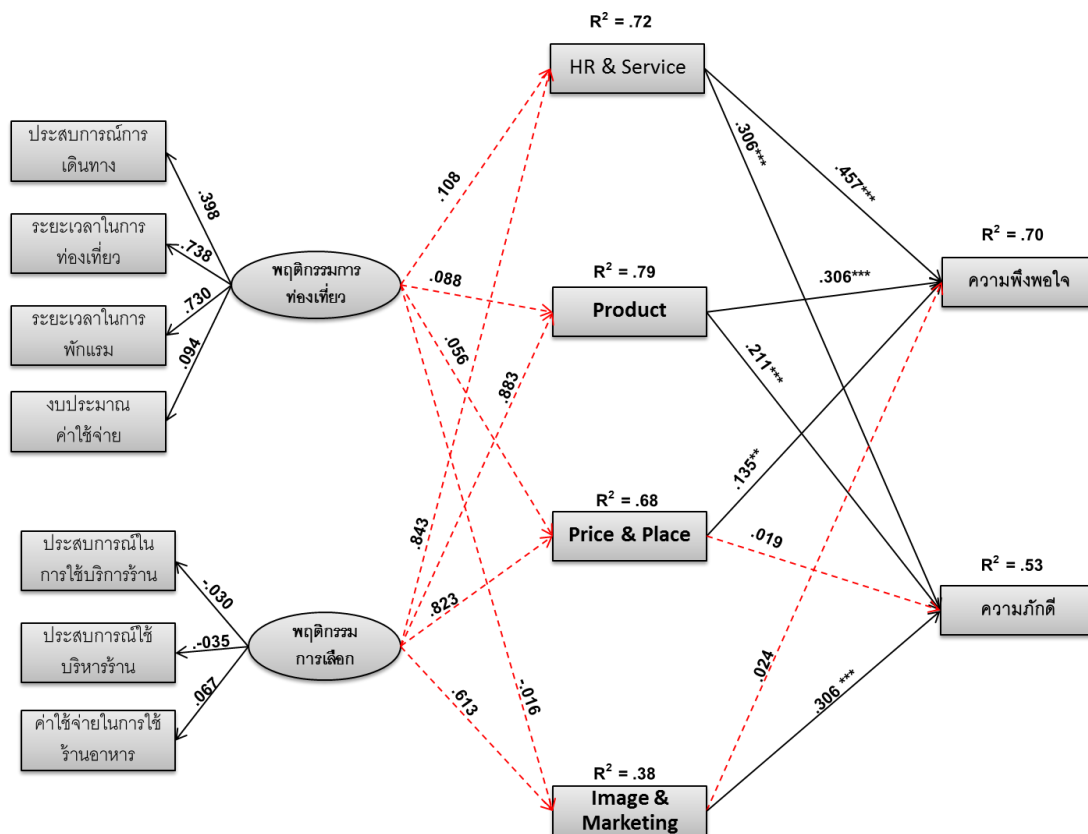 R² = .72
HR & Service
ประสบการณ์การ
เดินทาง
.398
ระยะเวลาในการ
ท่องเที่ยว
.738
ระยะเวลาในการ
พักแรม
.730
งบประมาณ
ค่าใช้จ่าย
.094
พฤติกรรมการ
ท่องเที่ยว
.108
.088
.056
-.016
R² = .79
Product
.306***
.457***
.306***
.211***
R² = .70
ความพึงพอใจ
.883
.843
.823
.613
R² = .68
Price & Place
.135**
.019
R² = .53
ความภักดี
ประสบการณ์ใน
การใช้บริการร้าน
-.030
ประสบการณ์ใช้
บริหารร้าน
.-035
ค่าใช้จ่ายในการใช้
ร้านอาหาร
.067
พฤติกรรม
การเลือก
.024
.306 ***
R² = .38
Image &
Marketing